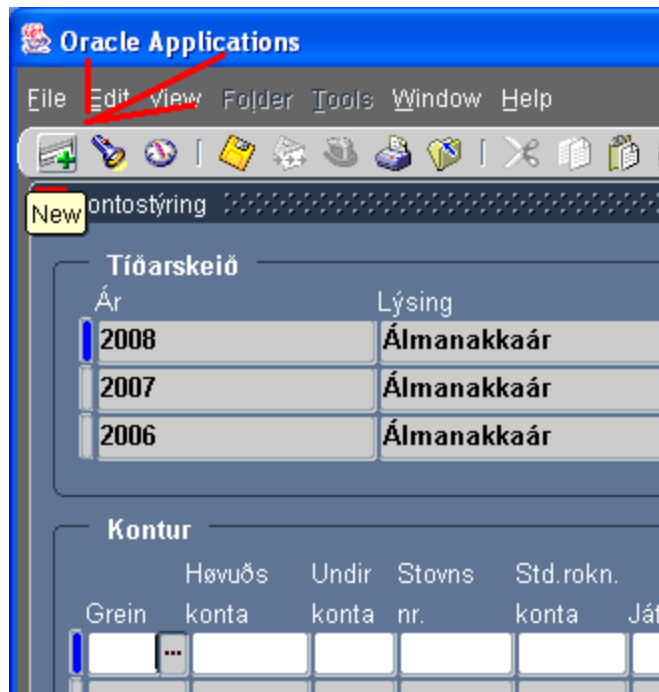 Oracle Applications
File Edit View Folder Tools Window Help
New ontostýring
Tíðarskeið
Ár Lýsing
2008 Álmanakkaár
2007 Álmanakkaár
2006 Álmanakkaár
Kontur
Høvuðs Undir Stovns Std.rokn.
Grein konta konta nr. konta Ját